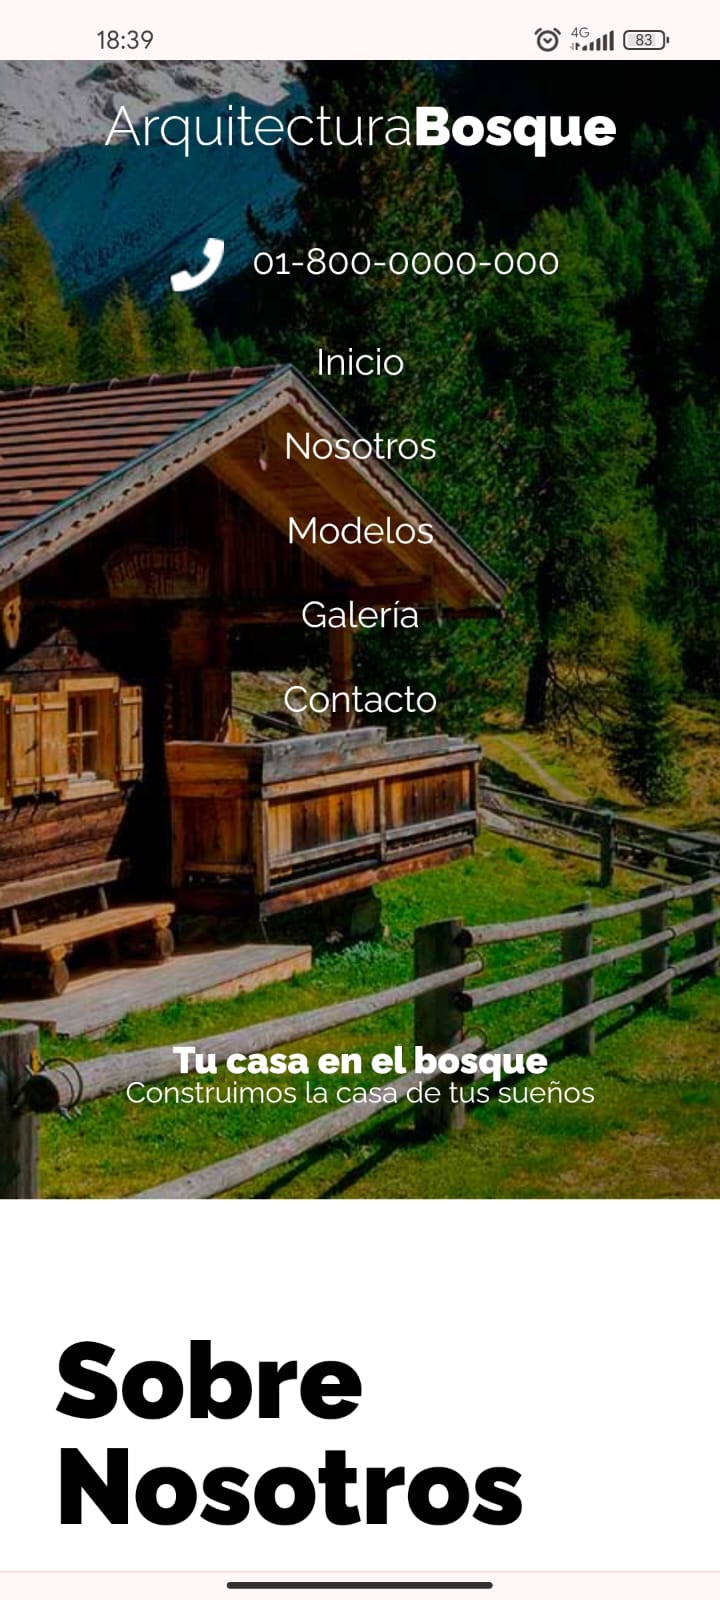 18:39
4G
83
ArquitecturaBosque
01-800-0000-000
Inicio
Nosotros
Modelos
Galería
Contacto
Tu casa en el bosque
Construimos la casa de tus sueños
Sobre
Nosotros